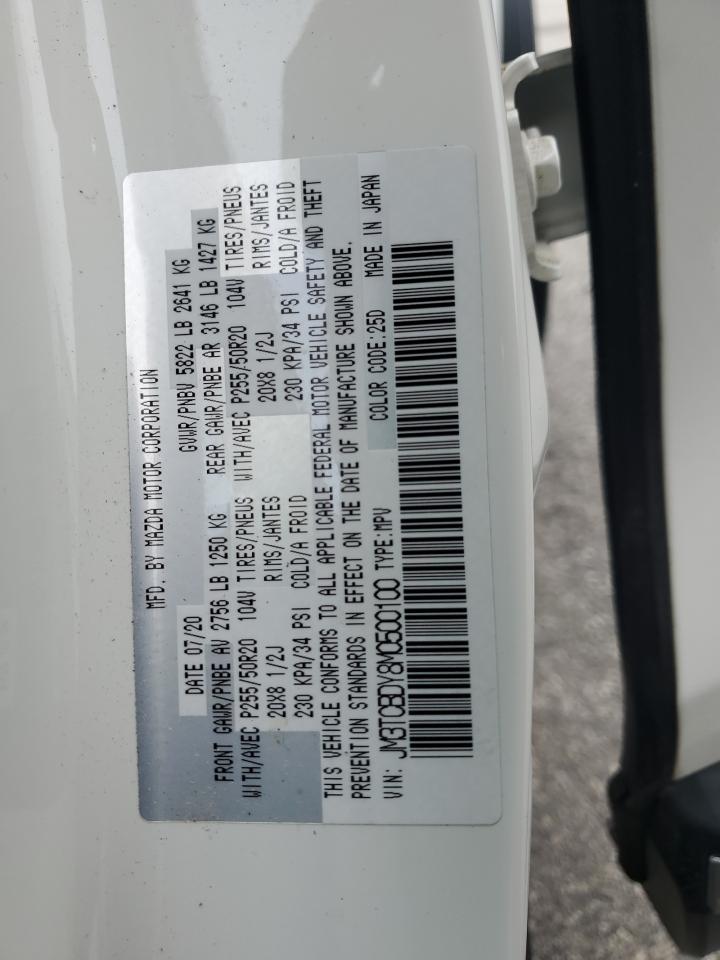 MFD. BY MAZDA MOTOR CORPORATION
DATE 07/20 GVWR/PNBV 5822 LB 2641 KG
FRONT GAWR/PNBE AV 2756 LB 1250 KG REAR GAWR/PNBE AR 3146 LB 1427 KG
WITH/AVEC P255/50R20 104V TIRES/PNEUS WITH/AVEC P255/50R20 104V TIRES/PNEUS
20X8 1/2J RIMS/JANTES 20X8 1/2J RIMS/JANTES
230 KPA/34 PSI COLD/A FROID 230 KPA/34 PSI COLD/A FROID
THIS VEHICLE CONFORMS TO ALL APPLICABLE FEDERAL MOTOR VEHICLE SAFETY AND THEFT
PREVENTION STANDARDS IN EFFECT ON THE DATE OF MANUFACTURE SHOWN ABOVE.
VIN: JM3TCBDY8M0500100 TYPE:MPV COLOR CODE:25D MADE IN JAPAN